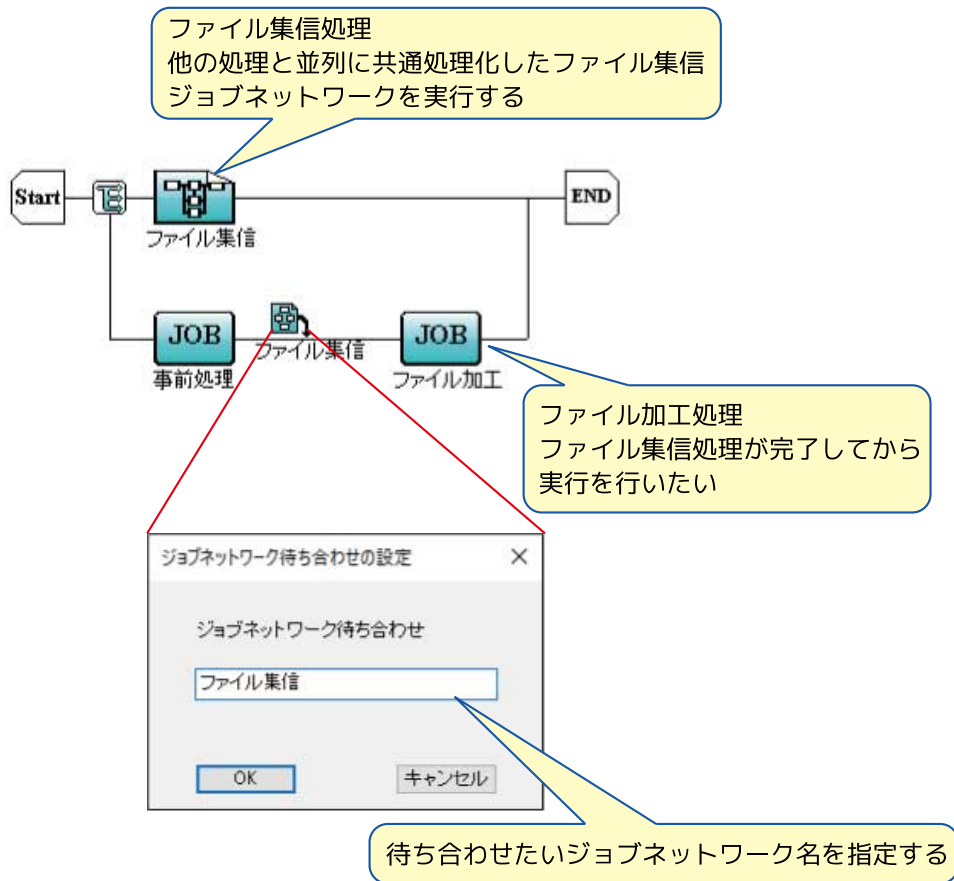 ファイル集信処理
他の処理と並列に共通処理化したファイル集信
ジョブネットワークを実行する
Start
END
ファイル集信
JOB
ファイル集信
JOB
事前処理
ファイル加工
ファイル加工処理
ファイル集信処理が完了してから
実行を行いたい
ジョブネットワーク待ち合わせの設定
ジョブネットワーク待ち合わせ
ファイル集信
OK
キャンセル
待ち合わせたいジョブネットワーク名を指定する